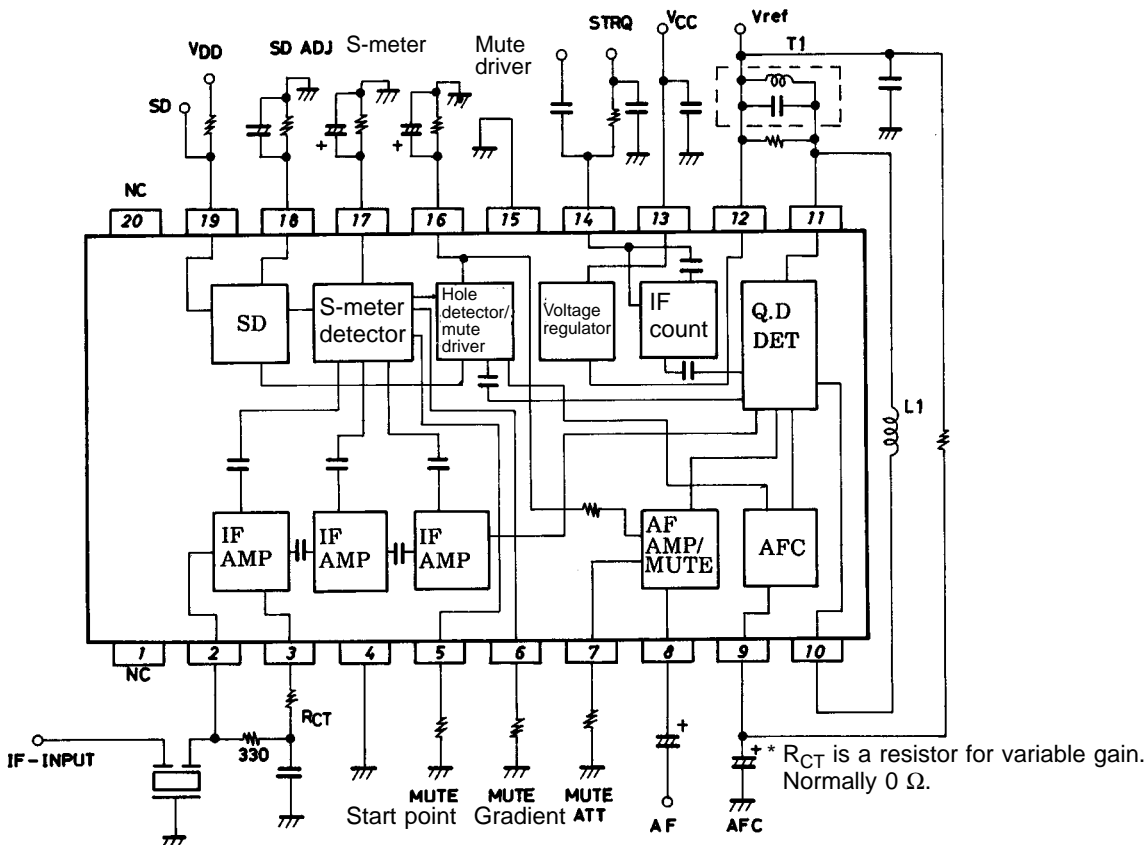 VDD
SD ADJ
S-meter
Mute
driver
STRQ
VCC
Vref
T1
SD
NC
20
19
18
17
16
15
14
13
12
11
SD
S-meter
detector
Hole
detector/
mute
driver
Voltage
regulator
IF
count
Q.D
DET
L1
IF
AMP
IF
AMP
IF
AMP
AF
AMP/
MUTE
AFC
1
2
3
4
5
6
7
8
9
10
NC
RCT
330
IF-INPUT
MUTE
Start point
MUTE
Gradient
MUTE
ATT
+
AF
+
AFC
* RCT is a resistor for variable gain.
Normally 0 Ω.
+
+